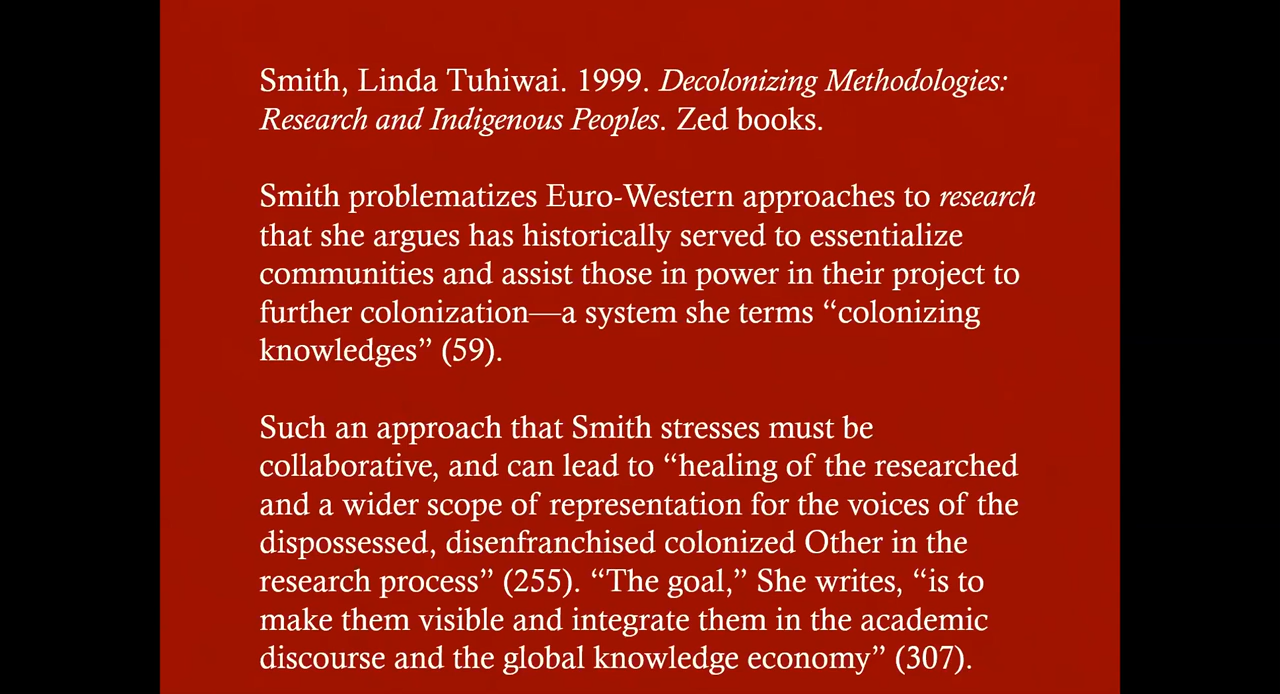 Smith, Linda Tuhiwai. 1999. Decolonizing Methodologies:
Research and Indigenous Peoples. Zed books.
Smith problematizes Euro-Western approaches to research
that she argues has historically served to essentialize
communities and assist those in power in their project to
further colonization—a system she terms “colonizing
knowledges” (59).
Such an approach that Smith stresses must be
collaborative, and can lead to “healing of the researched
and a wider scope of representation for the voices of the
dispossessed, disenfranchised colonized Other in the
research process” (255). “The goal,” She writes, “is to
make them visible and integrate them in the academic
discourse and the global knowledge economy” (307).